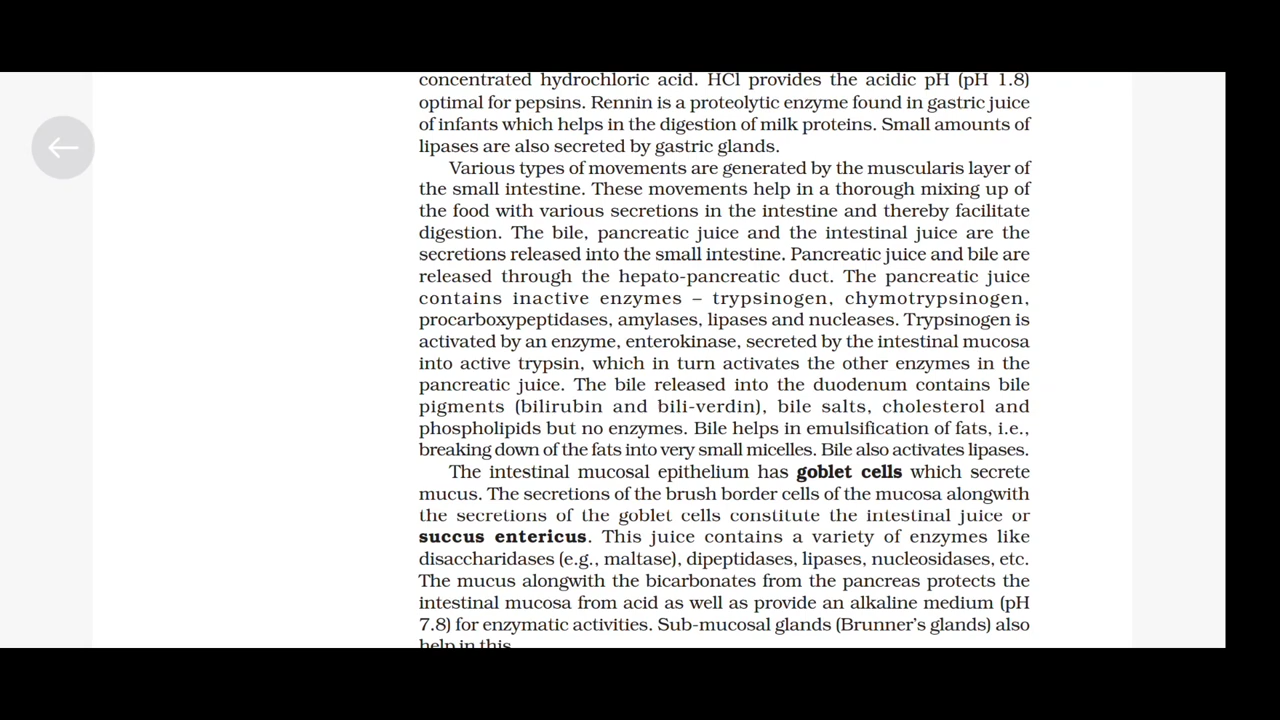 concentrated hydrochloric acid. HCl provides the acidic pH (pH 1.8)
optimal for pepsins. Rennin is a proteolytic enzyme found in gastric juice
of infants which helps in the digestion of milk proteins. Small amounts of
lipases are also secreted by gastric glands.
Various types of movements are generated by the muscularis layer of
the small intestine. These movements help in a thorough mixing up of
the food with various secretions in the intestine and thereby facilitate
digestion. The bile, pancreatic juice and the intestinal juice are the
secretions released into the small intestine. Pancreatic juice and bile are
released through the hepato-pancreatic duct. The pancreatic juice
contains inactive enzymes – trypsinogen, chymotrypsinogen,
procarboxypeptidases, amylases, lipases and nucleases. Trypsinogen is
activated by an enzyme, enterokinase, secreted by the intestinal mucosa
into active trypsin, which in turn activates the other enzymes in the
pancreatic juice. The bile released into the duodenum contains bile
pigments (bilirubin and bili-verdin), bile salts, cholesterol and
phospholipids but no enzymes. Bile helps in emulsification of fats, i.e.,
breaking down of the fats into very small micelles. Bile also activates lipases.
The intestinal mucosal epithelium has goblet cells which secrete
mucus. The secretions of the brush border cells of the mucosa alongwith
the secretions of the goblet cells constitute the intestinal juice or
succus entericus. This juice contains a variety of enzymes like
disaccharidases (e.g., maltase), dipeptidases, lipases, nucleosidases, etc.
The mucus alongwith the bicarbonates from the pancreas protects the
intestinal mucosa from acid as well as provide an alkaline medium (pH
7.8) for enzymatic activities. Sub-mucosal glands (Brunner's glands) also
help in this.